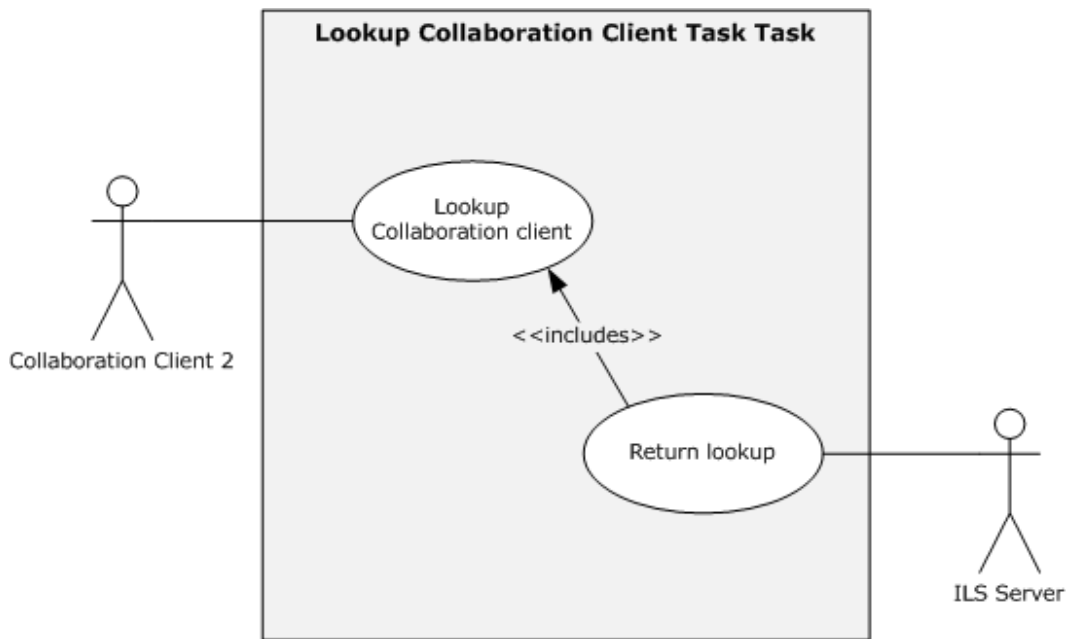 Lookup Collaboration Client Task Task
Lookup
Collaboration client
<<includes>>
Collaboration Client 2
Return lookup
ILS Server